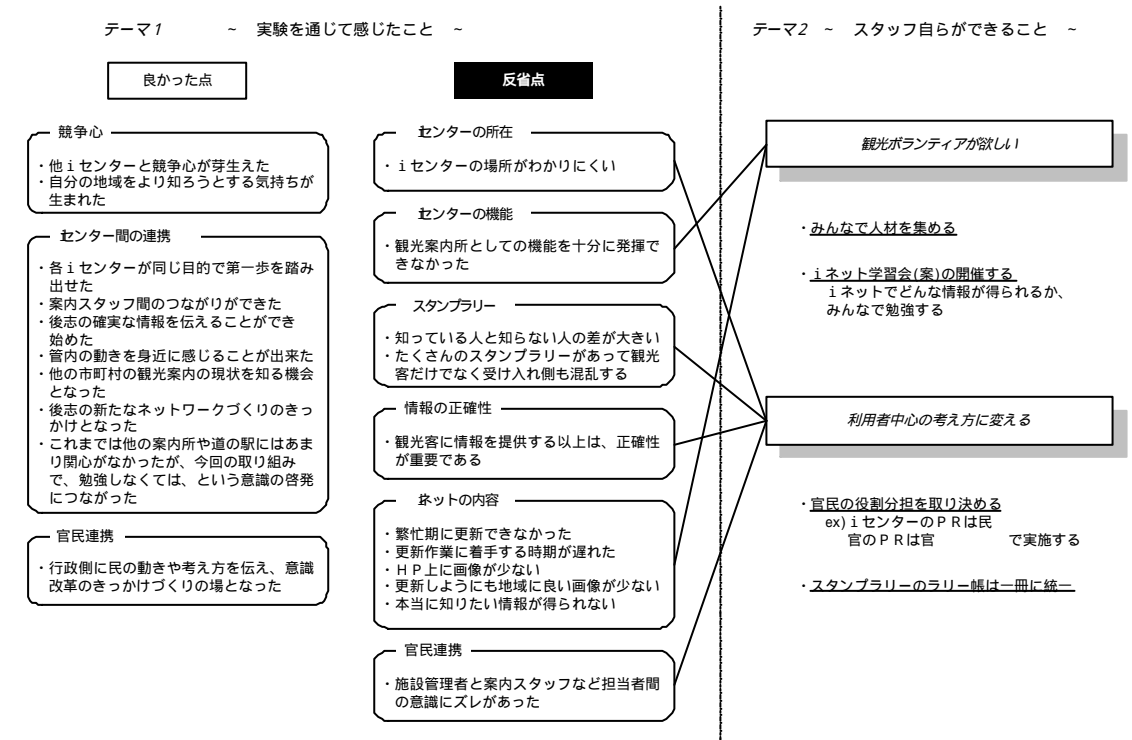 テーマ1　　～　実験を通じて感じたこと　～
良かった点
競争心
・他ｉセンターと競争心が芽生えた
・自分の地域をより知ろうとする気持ちが
生まれた
ｉセンター間の連携
・各ｉセンターが同じ目的で第一歩を踏み
出せた
・案内スタッフ間のつながりができた
・後志の確実な情報を伝えることができ
始めた
・管内の動きを身近に感じることが出来た
・他の市町村の観光案内の現状を知る機会
となった
・後志の新たなネットワークづくりのきっ
かけとなった
・これまでは他の案内所や道の駅にはあま
り関心がなかったが、今回の取り組み
で、勉強しなくては、という意識の啓発
につながった
官民連携
・行政側に民の動きや考え方を伝え、意識
改革のきっかけづくりの場となった
反省点
ｉセンターの所在
・ｉセンターの場所がわかりにくい
ｉセンターの機能
・観光案内所としての機能を十分に発揮で
きなかった
スタンプラリー
・知っている人と知らない人の差が大きい
・たくさんのスタンプラリーがあって観光
客だけでなく受け入れ側も混乱する
情報の正確性
・観光客に情報を提供する以上は、正確性
が重要である
ｉネットの内容
・繁忙期に更新できなかった
・更新作業に着手する時期が遅れた
・ＨＰ上に画像が少ない
・更新しようにも地域に良い画像が少ない
・本当に知りたい情報が得られない
官民連携
・施設管理者と案内スタッフなど担当者間
の意識にズレがあった
テーマ2　～　スタッフ自らができること　～
観光ボランティアが欲しい
・みんなで人材を集める
・ｉネット学習会(案)の開催する
ｉネットでどんな情報が得られるか、
みんなで勉強する
利用者中心の考え方に変える
・官民の役割分担を取り決める
ex)ｉセンターのＰＲは民
官のＰＲは官　　　　　で実施する
・スタンプラリーのラリー帳は一冊に統一